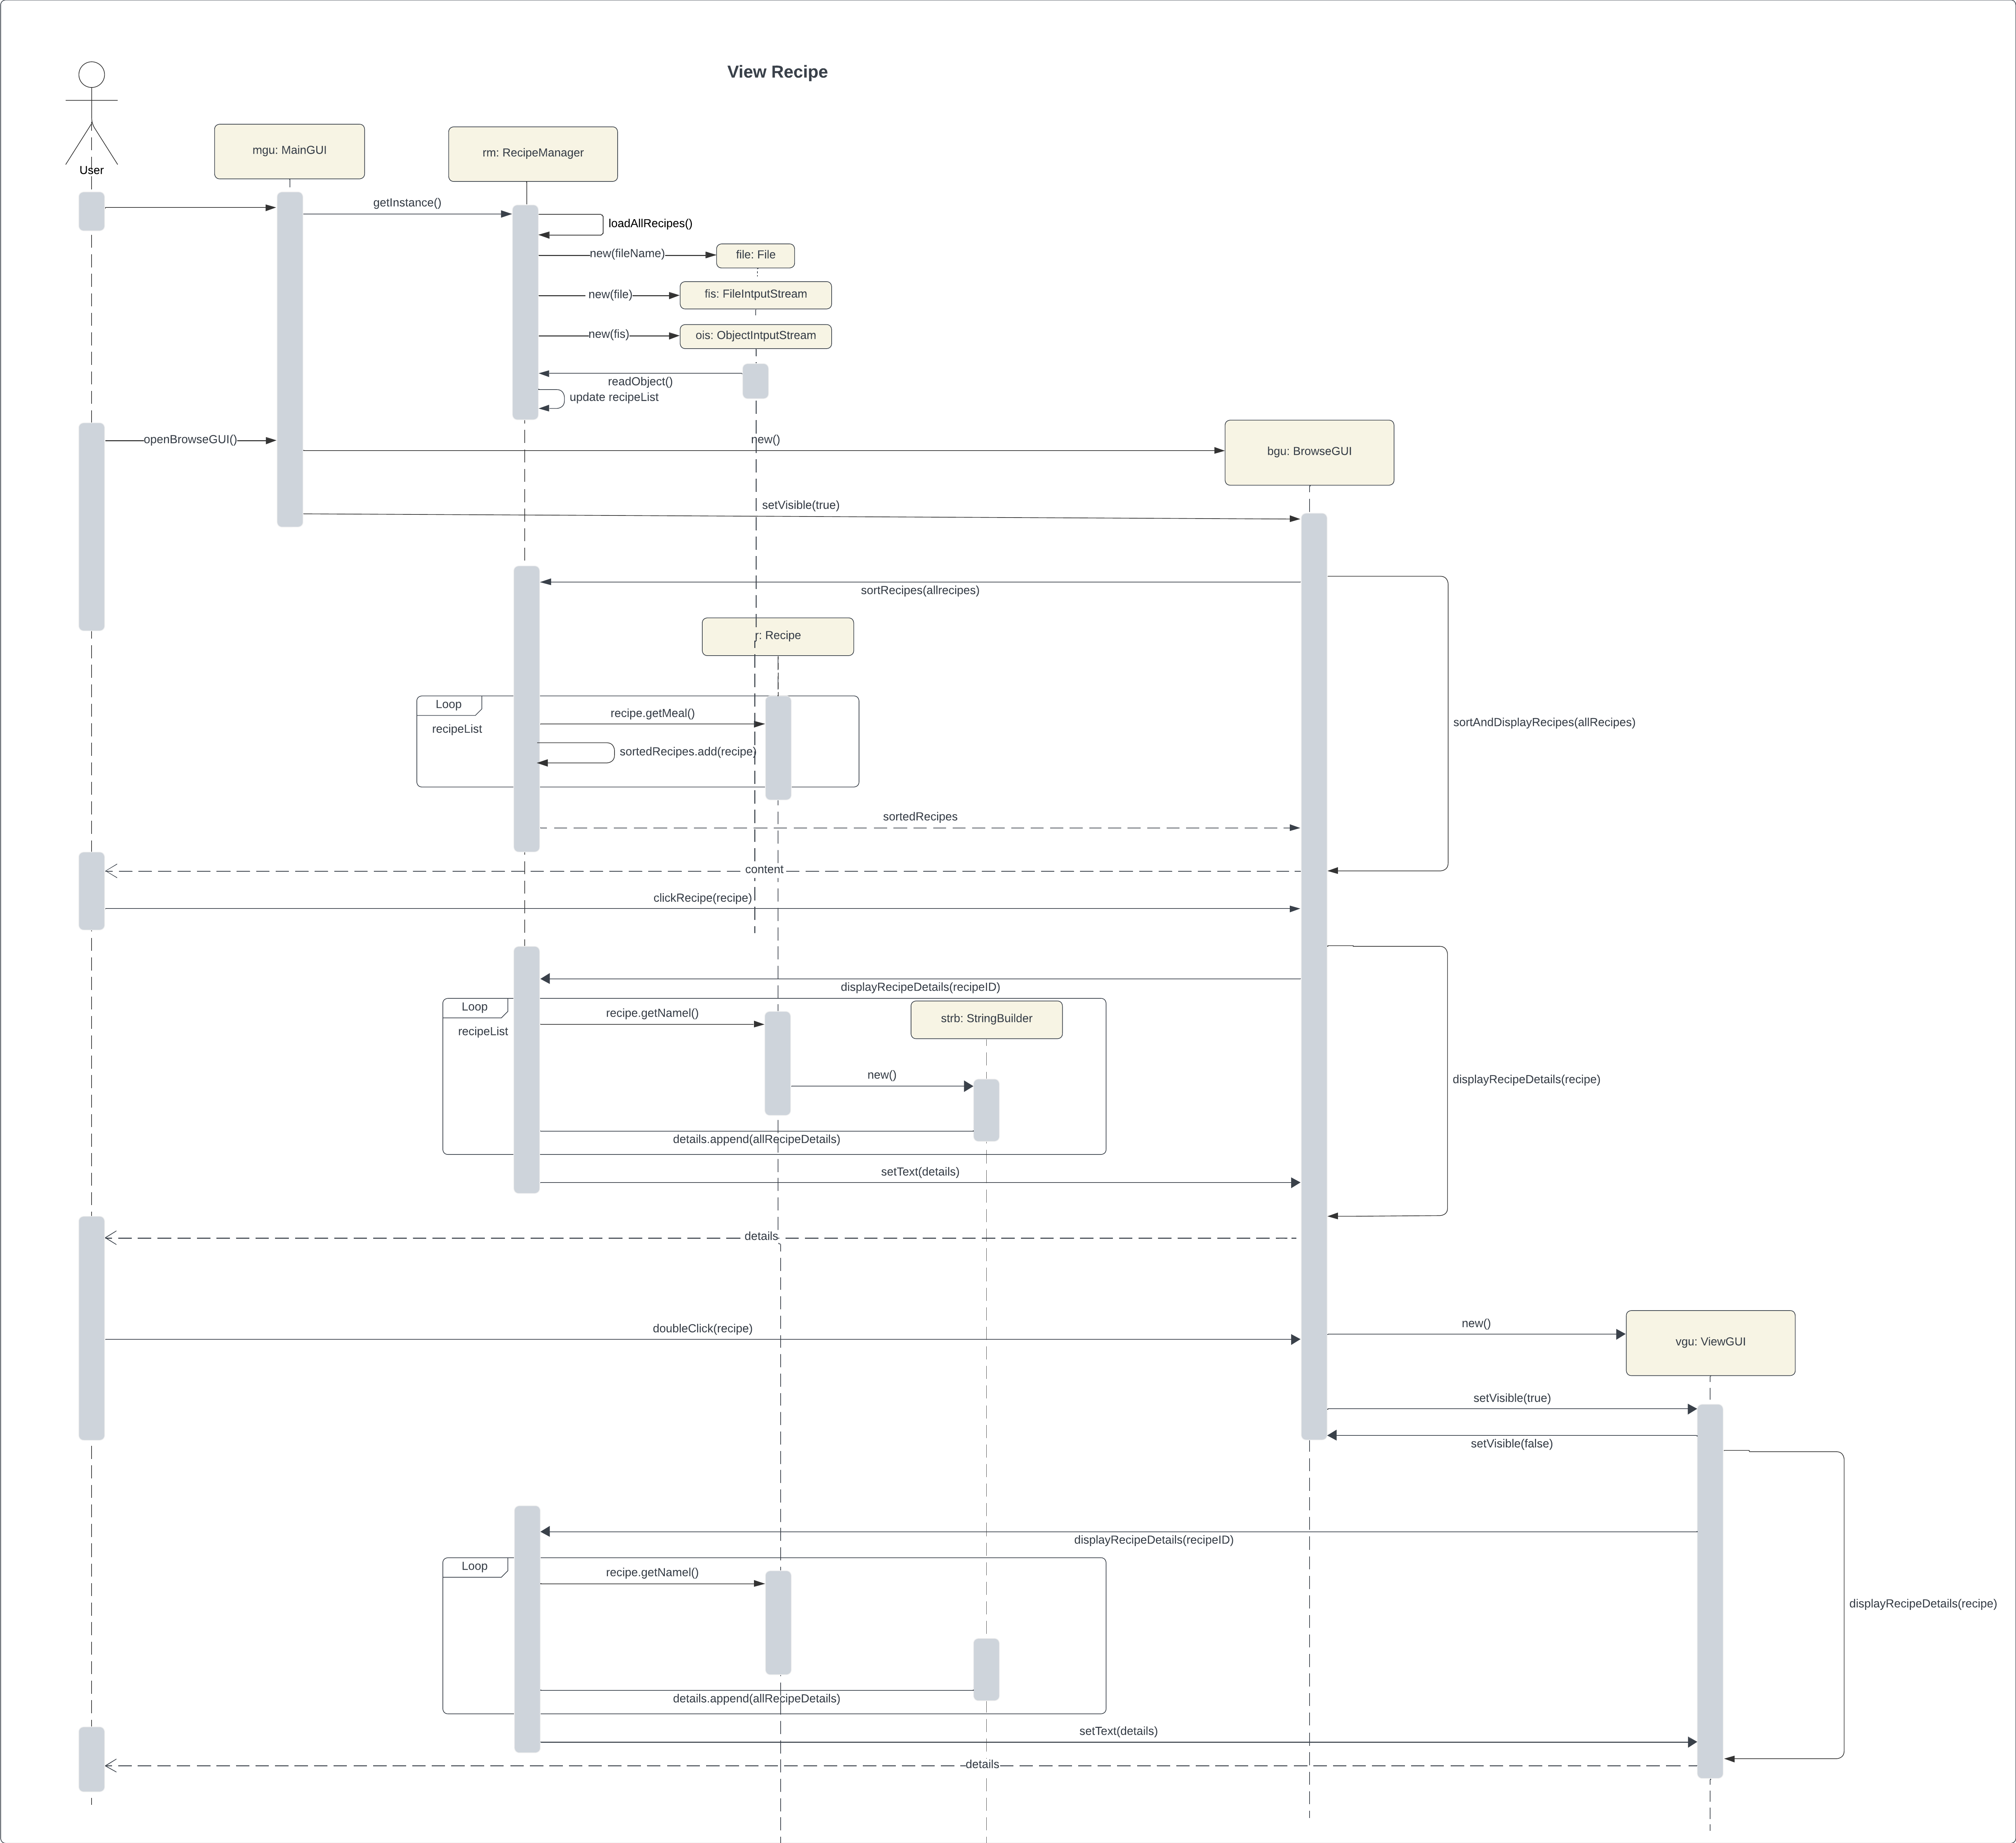 View Recipe
User
mgu: MainGUI
rm: RecipeManager
getInstance()
loadAllRecipes()
new(fileName)
file: File
new(file)
fis: FileIntputStream
new(fis)
ois: ObjectIntputStream
readObject()
update recipeList
openBrowseGUI()
new()
bgu: BrowseGUI
setVisible(true)
sortRecipes(allrecipes)
r: Recipe
Loop
recipeList
recipe.getMeal()
sortedRecipes.add(recipe)
sortAndDisplayRecipes(allRecipes)
sortedRecipes
content
clickRecipe(recipe)
displayRecipeDetails(recipeID)
Loop
recipeList
recipe.getNamel()
strb: StringBuilder
new()
displayRecipeDetails(recipe)
details.append(allRecipeDetails)
setText(details)
details
doubleClick(recipe)
new()
vgu: ViewGUI
setVisible(true)
setVisible(false)
displayRecipeDetails(recipeID)
Loop
recipe.getNamel()
displayRecipeDetails(recipe)
details.append(allRecipeDetails)
setText(details)
details